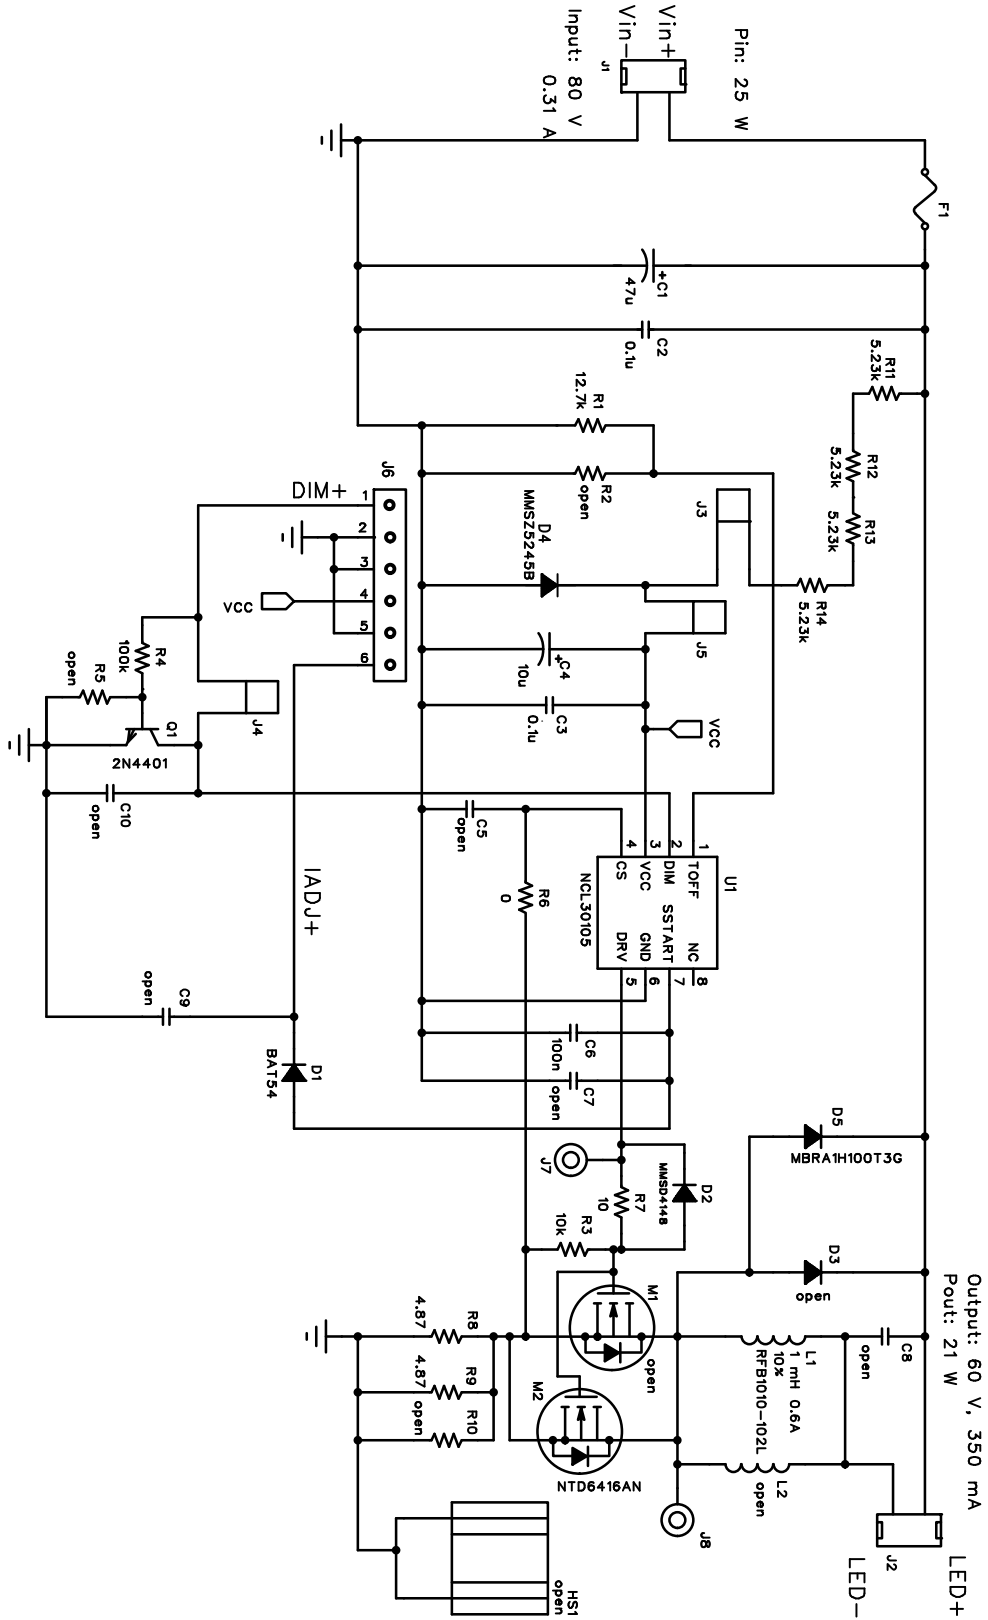 Vin+
Vin-
J1
Pin: 25 W
Input: 80 V
0.31 A
F1
+C1
47u
C2
0.1u
R11
5.23k
R12
5.23k
R13
5.23k
R14
5.23k
R1
12.7k
R2
open
J3
D4
MMSZ5245B
J5
+C4
10u
C3
0.1u
VCC
J6
1
2
3
4
5
6
DIM+
VCC
R4
100k
R5
open
J4
Q1
2N4401
C10
open
IADJ+
C9
open
D1
BAT54
C5
open
R6
0
U1
NCL30105
1
2
3
4
TOFF
DIM
VCC
CS
NC
SSTART
GND
DRV
8
7
6
5
C6
100n
C7
open
J7
D2
MMSD4148
R7
10
R3
10k
D5
MBRA1H100T3G
D3
open
M1
open
M2
NTD6416AN
R8
4.87
R9
4.87
R10
open
L1
1 mH 0.6A
10%
RFB1010-102L
C8
open
L2
open
J8
J2
Output: 60 V, 350 mA
Pout: 21 W
LED+
LED-
HS1
open